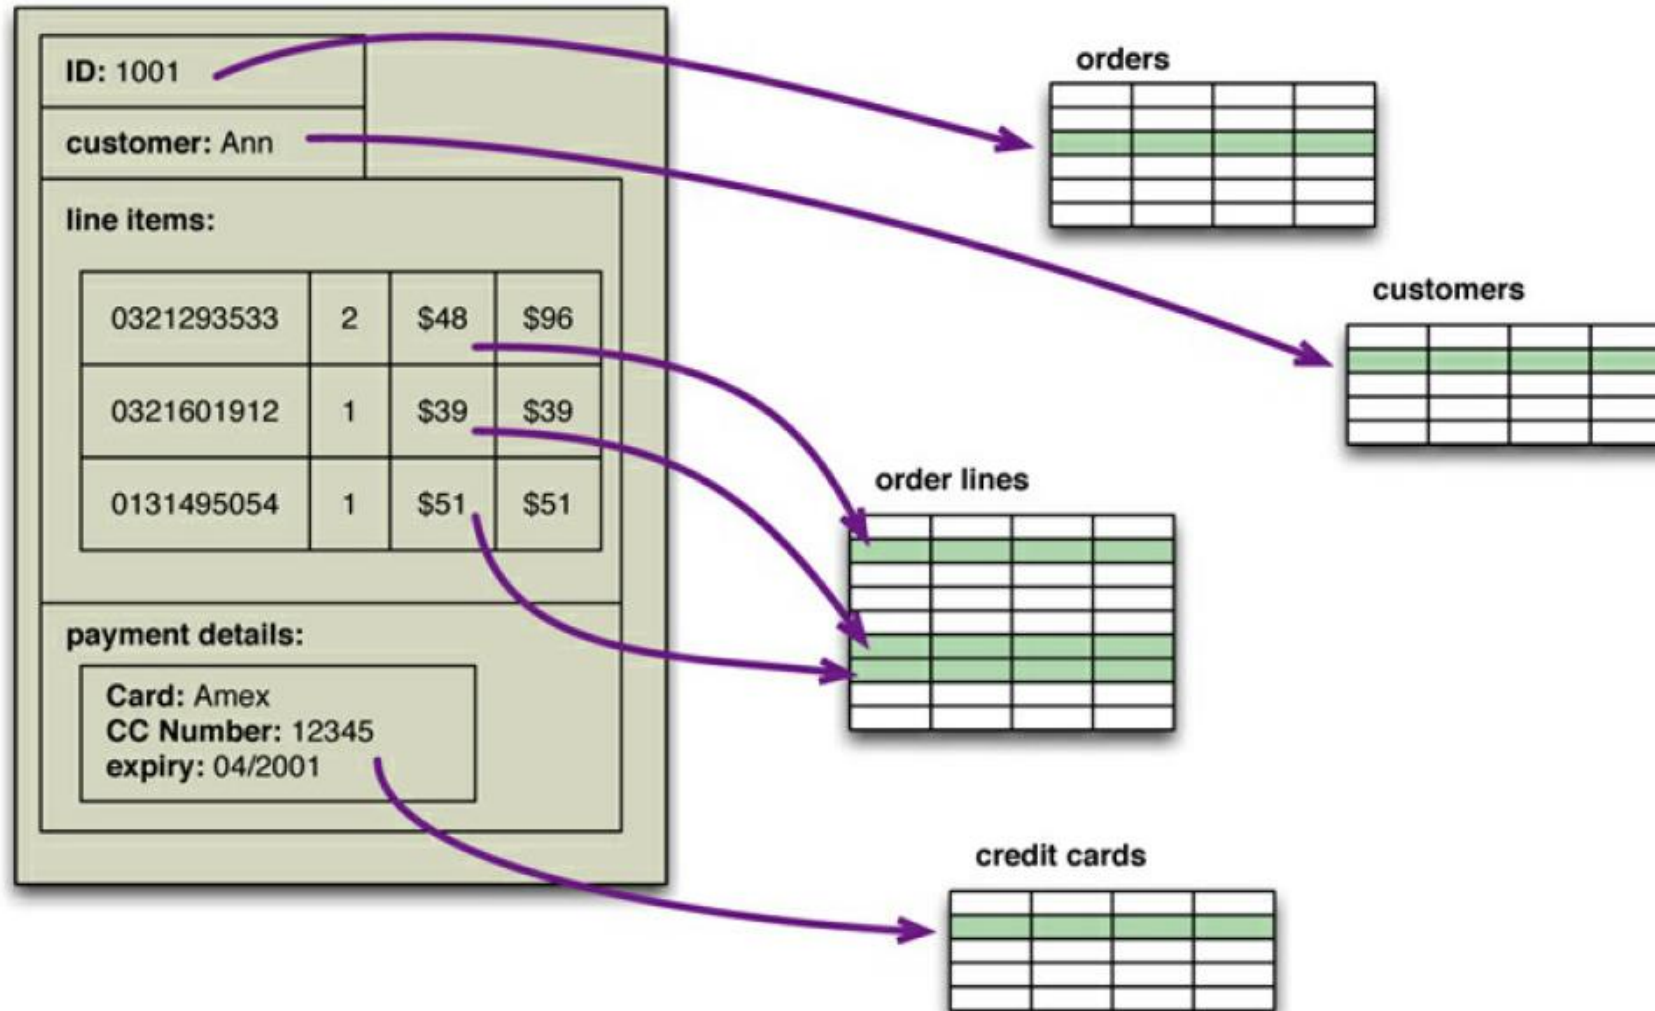 ID: 1001
customer: Ann
line items:
0321293533 2 $48 $96
0321601912 1 $39 $39
0131495054 1 $51 $51
payment details:
Card: Amex
CC Number: 12345
expiry: 04/2001
orders
customers
order lines
credit cards